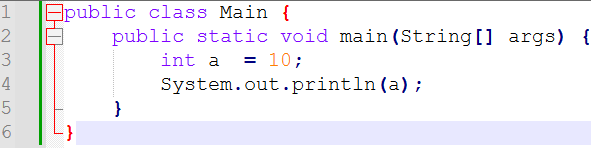 1 public class Main {
2     public static void main(String[] args) {
3         int a  = 10;
4         System.out.println(a);
5     }
6 }